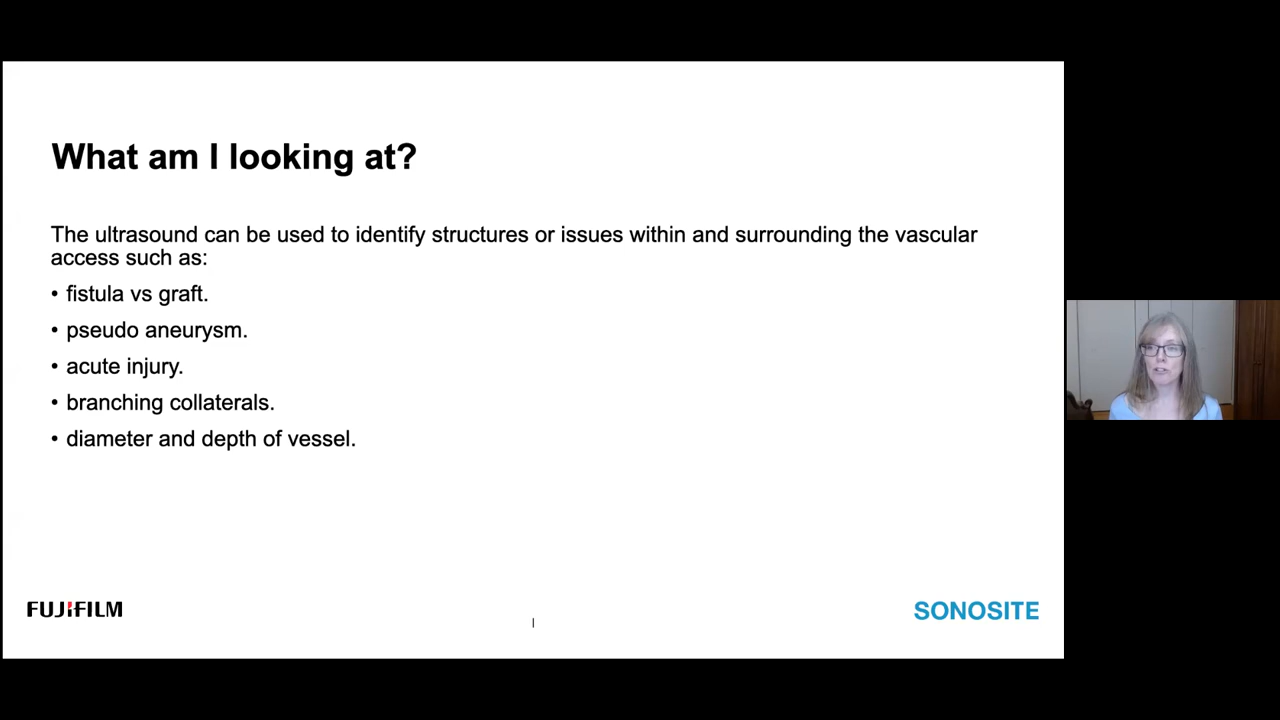 What am I looking at?
The ultrasound can be used to identify structures or issues within and surrounding the vascular
access such as:
• fistula vs graft.
• pseudo aneurysm.
• acute injury.
• branching collaterals.
• diameter and depth of vessel.
FUJIFILM
SONOSITE